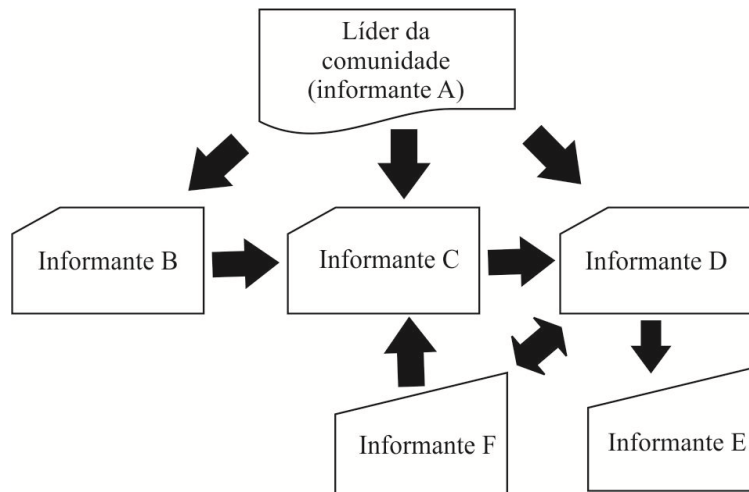 Líder da
comunidade
(informante A)
Informante B
Informante C
Informante D
Informante F
Informante E